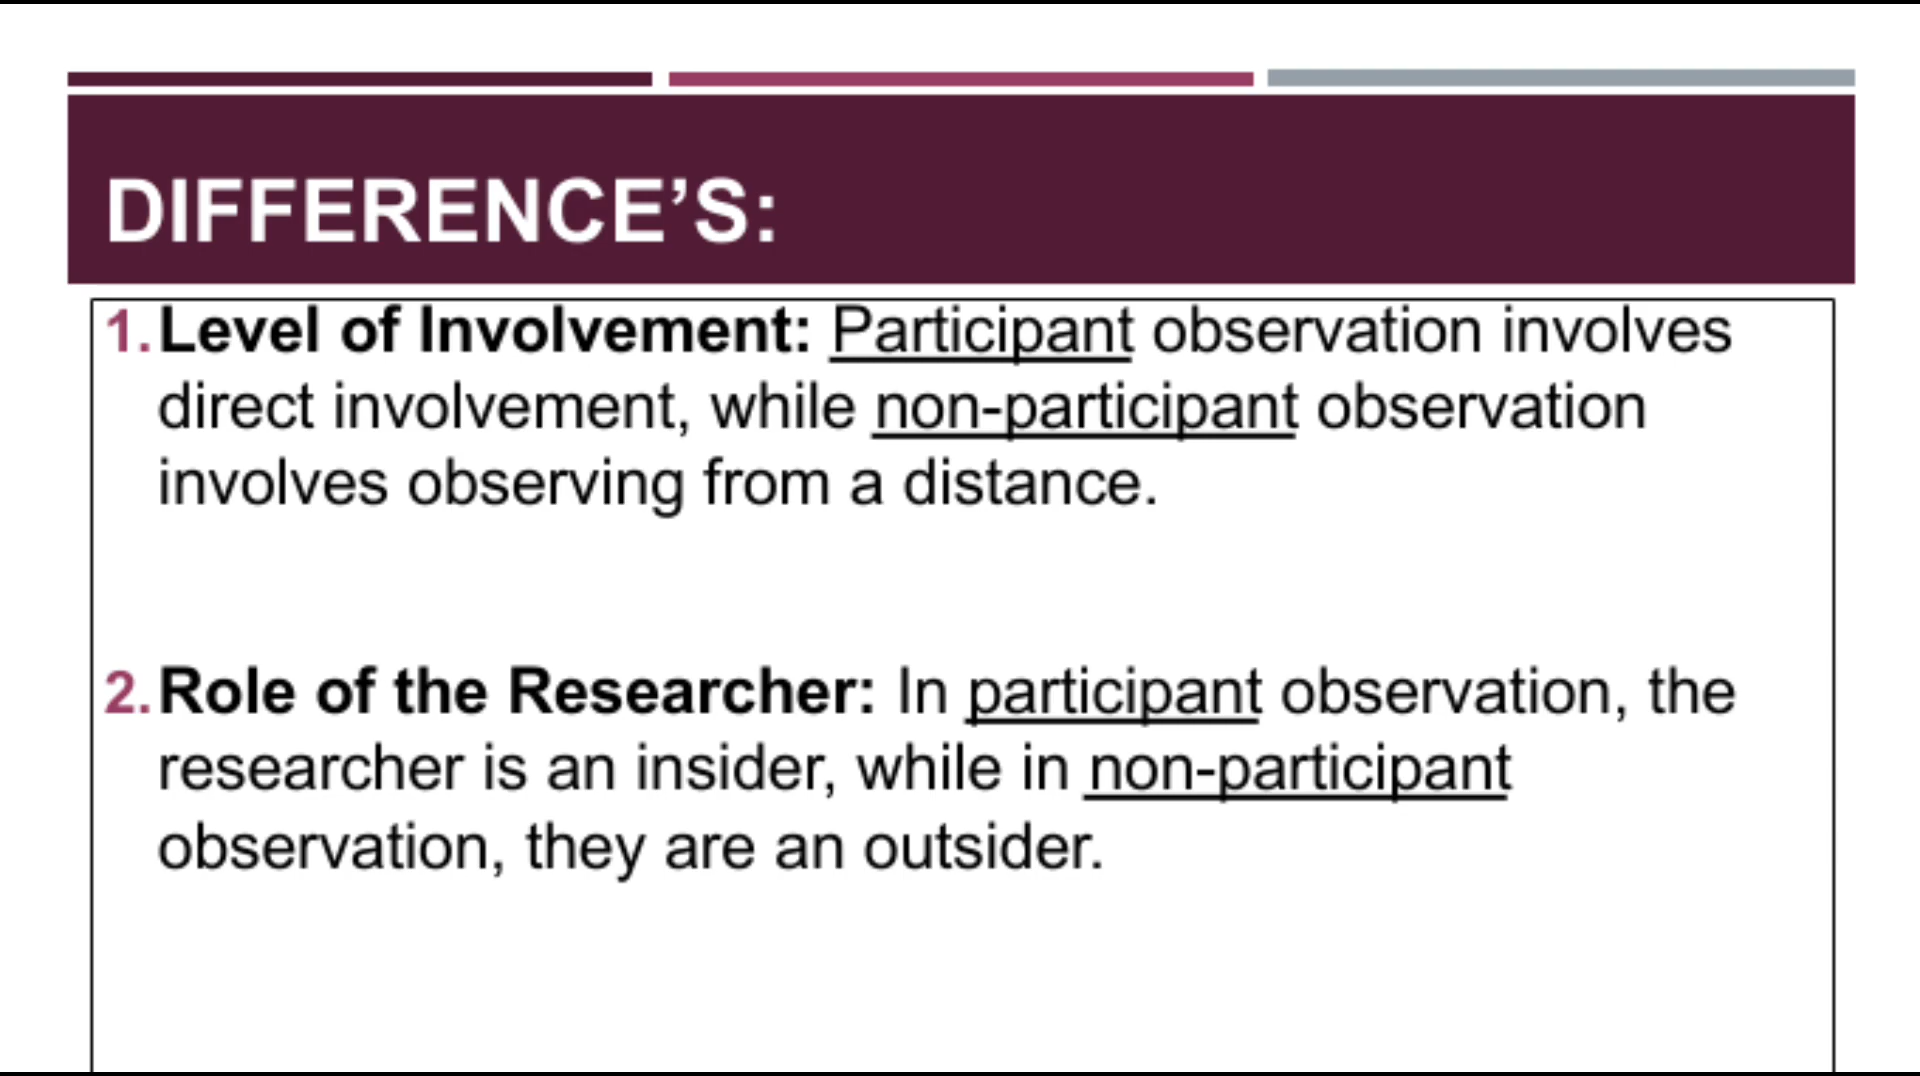 DIFFERENCE’S:
1. Level of Involvement: Participant observation involves
direct involvement, while non-participant observation
involves observing from a distance.
2. Role of the Researcher: In participant observation, the
researcher is an insider, while in non-participant
observation, they are an outsider.